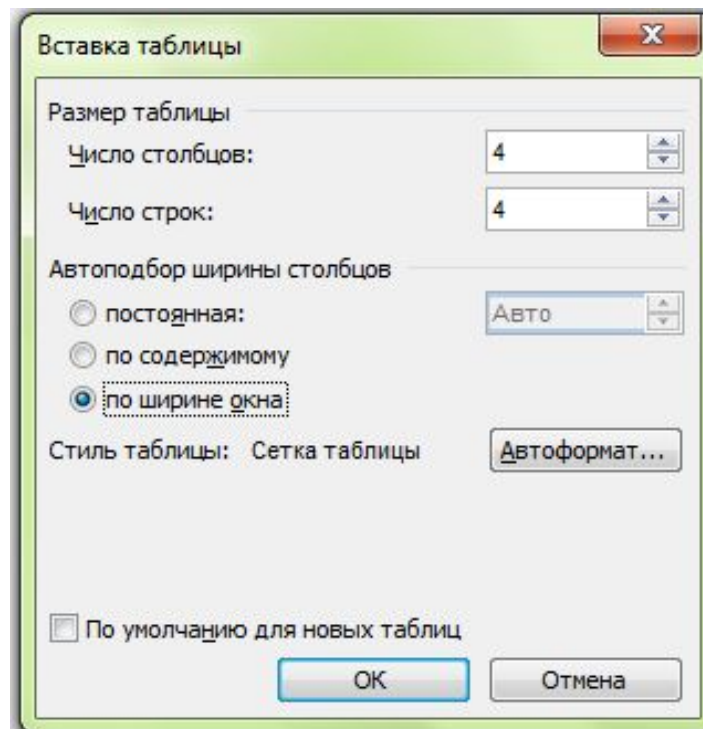 Вставка таблицы
Размер таблицы
Число столбцов: 4
Число строк: 4
Автоподбор ширины столбцов
постоянная: Авто
по содержимому
по ширине окна
Стиль таблицы: Сетка таблицы Автоформат...
По умолчанию для новых таблиц
ОК Отмена